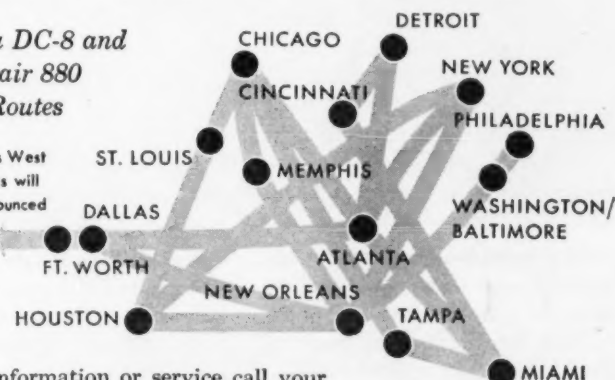 DC-8 and
air 880
Routes
West
s will
ounced
DETROIT
CHICAGO
NEW YORK
CINCINNATI
PHILADELPHIA
ST. LOUIS
MEMPHIS
WASHINGTON/
BALTIMORE
DALLAS
ATLANTA
FT. WORTH
NEW ORLEANS
HOUSTON
TAMPA
MIAMI
information or service call your